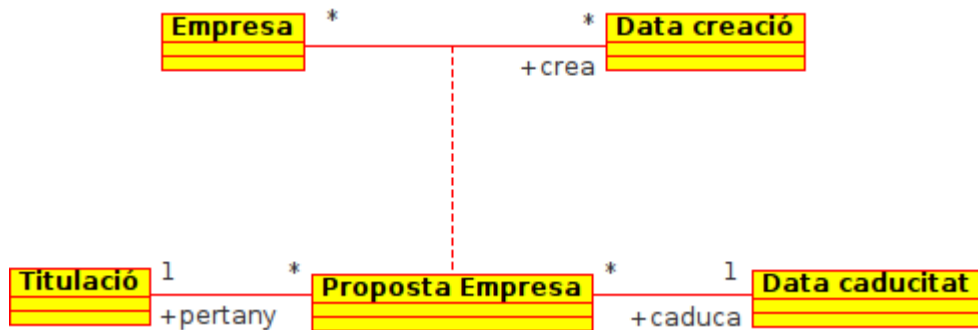 Empresa * * Data creació
+crea
Titulació 1 * Proposta Empresa * 1 Data caducitat
+pertany +caduca